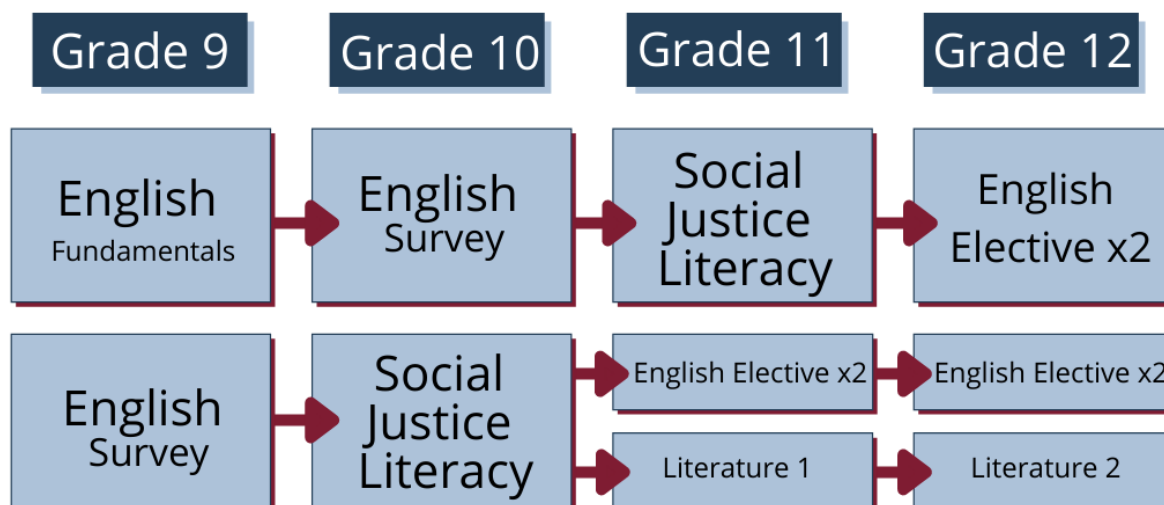 Grade 9
Grade 10
Grade 11
Grade 12
English
Fundamentals
English
Survey
Social
Justice
Literacy
English
Elective x2
English
Survey
Social
Justice
Literacy
English Elective x2
English Elective x2
Literature 1
Literature 2